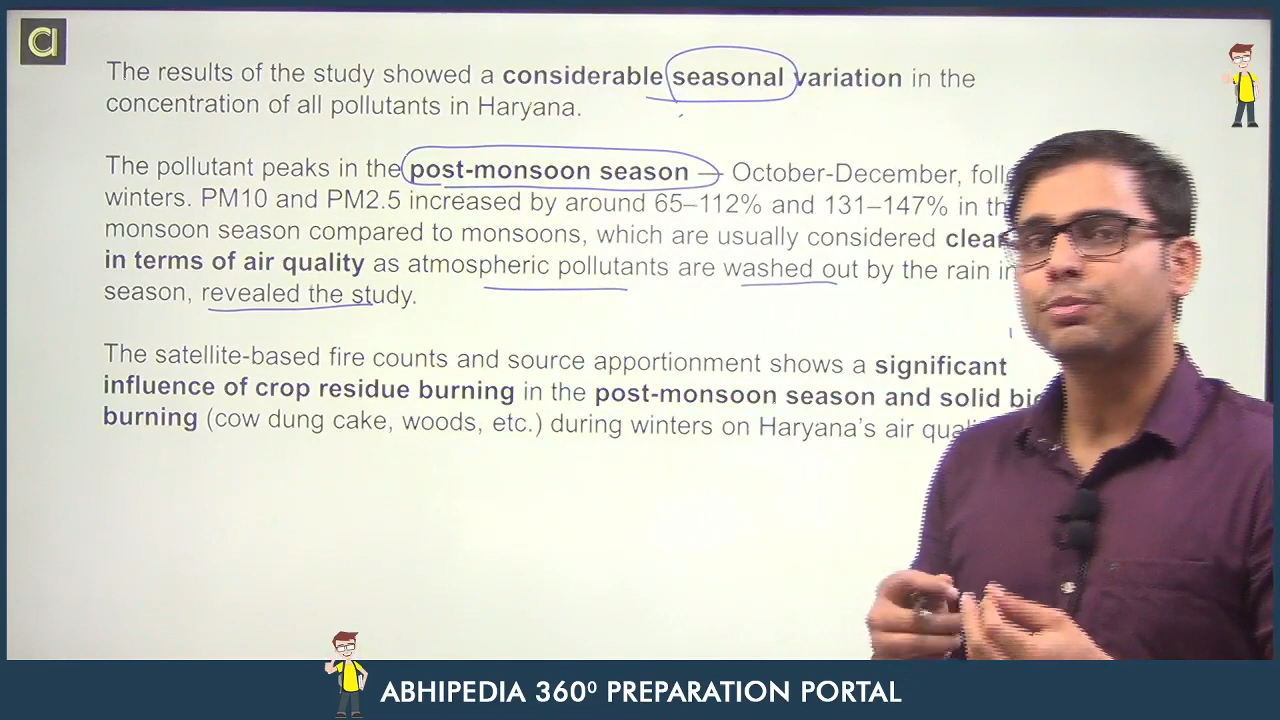 The results of the study showed a considerable seasonal variation in the
concentration of all pollutants in Haryana.
The pollutant peaks in the post-monsoon season — October-December,
winters. PM10 and PM2.5 increased by around 65–112% and 131–147% in
monsoon season compared to monsoons, which are usually considered
in terms of air quality as atmospheric pollutants are washed out by the rain in
season, revealed the study.
The satellite-based fire counts and source apportionment shows a significant
influence of crop residue burning in the post-monsoon season and solid
burning (cow dung cake, woods, etc.) during winters on Haryana's air
ABHIPEDIA 360⁰ PREPARATION PORTAL